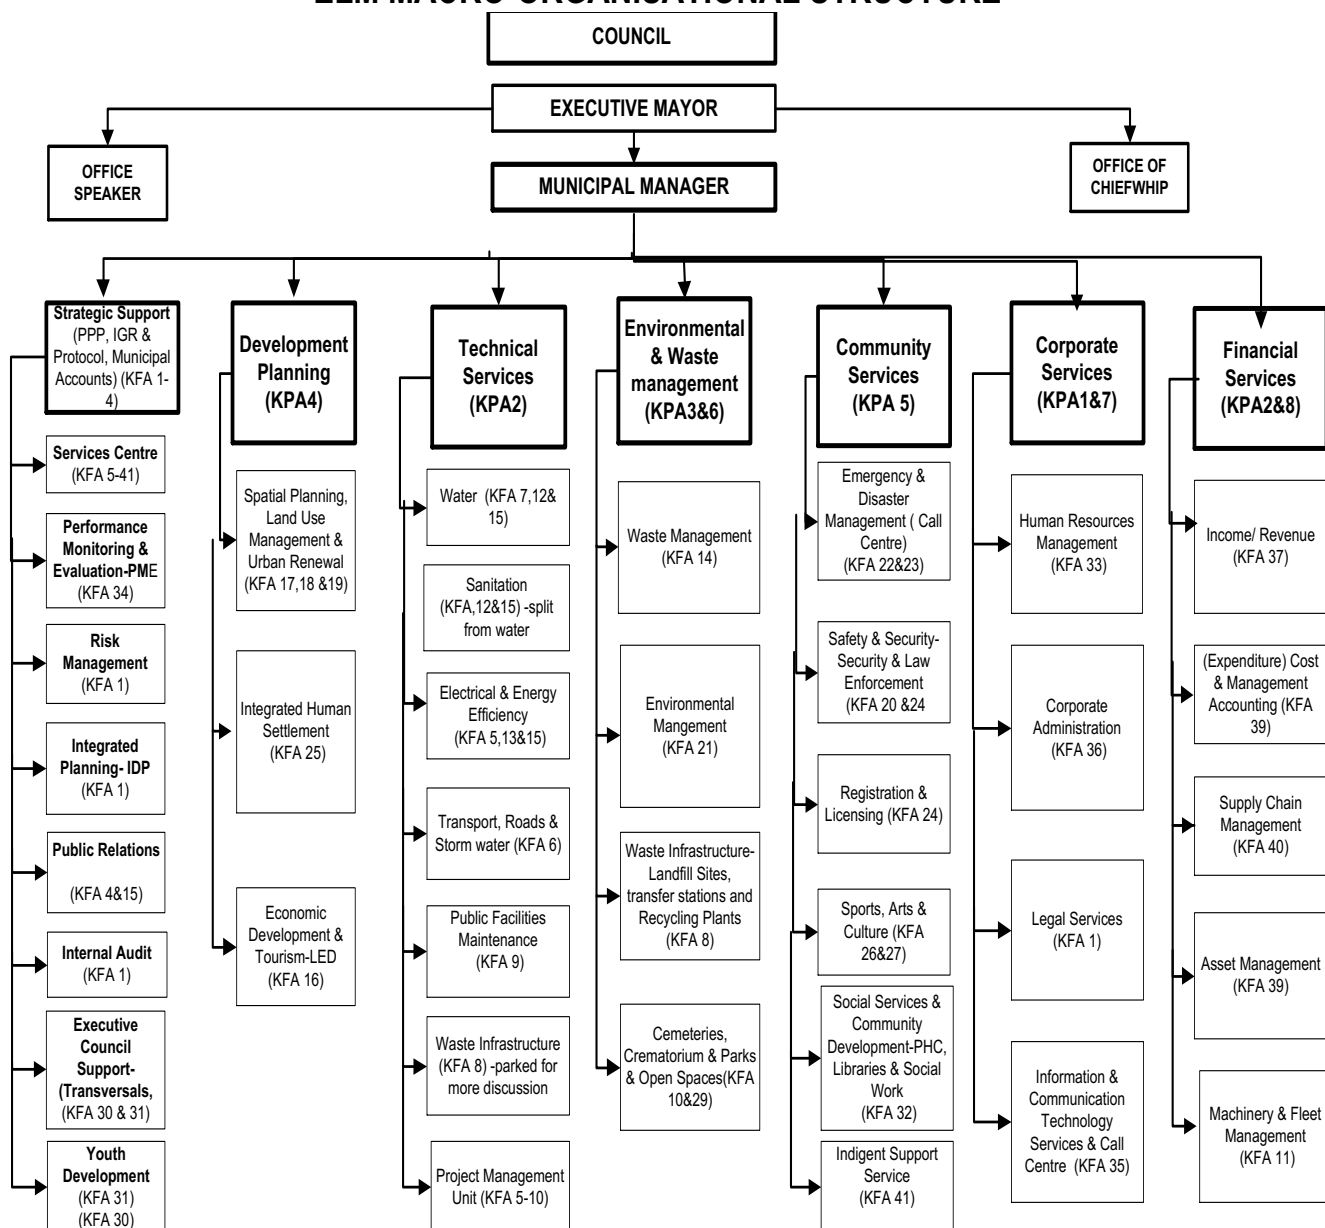 ELM MACRO-ORGANISATIONAL STRUCTURE
COUNCIL
EXECUTIVE MAYOR
OFFICE
SPEAKER
OFFICE OF
CHIEFWHIP
MUNICIPAL MANAGER
Strategic Support
(PPP, IGR &
Protocol, Municipal
Accounts) (KFA 1-
4)
Services Centre
(KFA 5-41)
Performance
Monitoring &
Evaluation-PME
(KFA 34)
Risk
Management
(KFA 1)
Integrated
Planning- IDP
(KFA 1)
Public Relations
(KFA 4&15)
Internal Audit
(KFA 1)
Executive
Council
Support-
(Transversals,
(KFA 30 & 31)
Youth
Development
(KFA 31)
(KFA 30)
Development
Planning
(KPA4)
Spatial Planning,
Land Use
Management &
Urban Renewal
(KFA 17,18 &19)
Integrated Human
Settlement
(KFA 25)
Economic
Development &
Tourism-LED
(KFA 16)
Technical
Services
(KPA2)
Water (KFA 7,12&
15)
Sanitation
(KFA,12&15) -split
from water
Electrical & Energy
Efficiency
(KFA 5,13&15)
Transport, Roads &
Storm water (KFA 6)
Public Facilities
Maintenance
(KFA 9)
Waste Infrastructure
(KFA 8) -parked for
more discussion
Project Management
Unit (KFA 5-10)
Environmental
& Waste
management
(KPA3&6)
Waste Management
(KFA 14)
Environmental
Mangement
(KFA 21)
Waste Infrastructure-
Landfill Sites,
transfer stations and
Recycling Plants
(KFA 8)
Cemeteries,
Crematorium & Parks
& Open Spaces(KFA
10&29)
Community
Services
(KPA 5)
Emergency &
Disaster
Management ( Call
Centre)
(KFA 22&23)
Safety & Security-
Security & Law
Enforcement
(KFA 20 &24
Registration &
Licensing (KFA 24)
Sports, Arts &
Culture (KFA
26&27)
Social Services &
Community
Development-PHC,
Libraries & Social
Work
(KFA 32)
Indigent Support
Service
(KFA 41)
Corporate
Services
(KPA1&7)
Human Resources
Management
(KFA 33)
Corporate
Administration
(KFA 36)
Legal Services
(KFA 1)
Information &
Communication
Technology
Services & Call
Centre (KFA 35)
Financial
Services
(KPA2&8)
Income/ Revenue
(KFA 37)
(Expenditure) Cost
& Management
Accounting (KFA
39)
Supply Chain
Management
(KFA 40)
Asset Management
(KFA 39)
Machinery & Fleet
Management
(KFA 11)